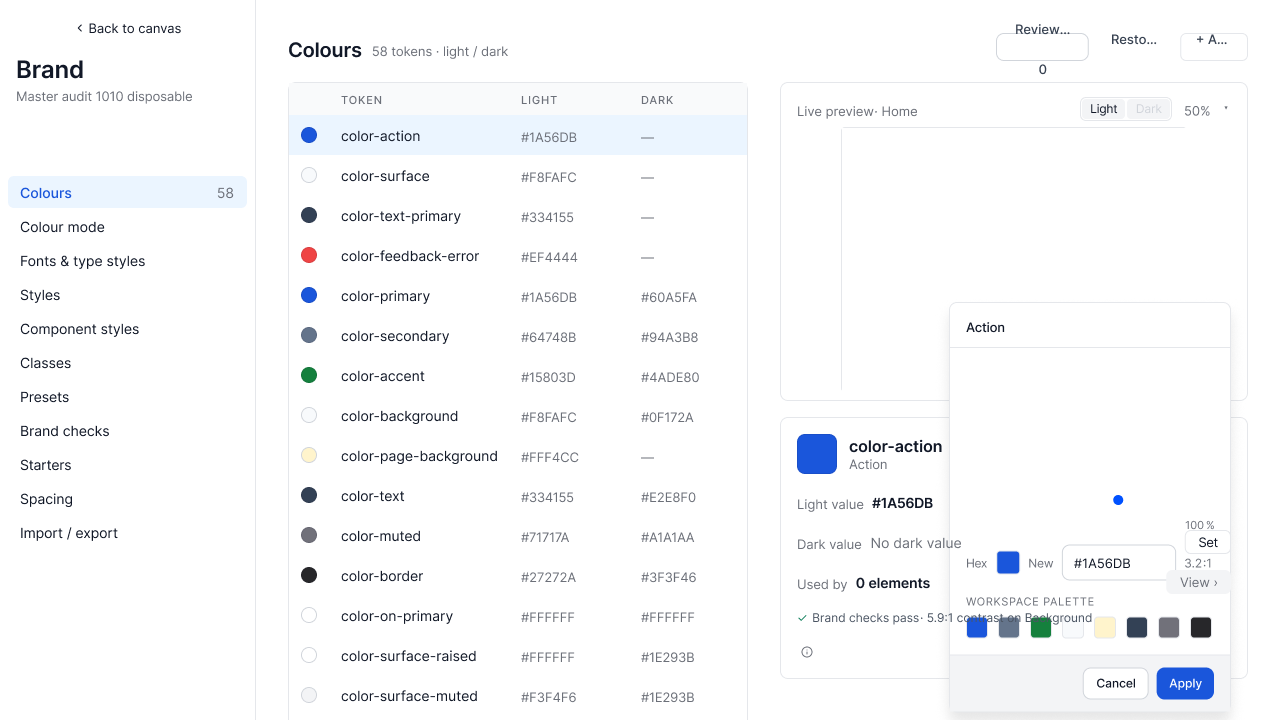 Back to canvas
Brand
Master audit 1010 disposable
Colours 58
Colour mode
Fonts & type styles
Styles
Component styles
Classes
Presets
Brand checks
Starters
Spacing
Import / export
Colours 58 tokens · light / dark
Review...
0
Resto...
+ A...
TOKEN LIGHT DARK
color-action #1A56DB —
color-surface #F8FAFC —
color-text-primary #334155 —
color-feedback-error #EF4444 —
color-primary #1A56DB #60A5FA
color-secondary #64748B #94A3B8
color-accent #15803D #4ADE80
color-background #F8FAFC #0F172A
color-page-background #FFF4CC —
color-text #334155 #E2E8F0
color-muted #71717A #A1A1AA
color-border #27272A #3F3F46
color-on-primary #FFFFFF #FFFFFF
color-surface-raised #FFFFFF #1E293B
color-surface-muted #F3F4F6 #1E293B
Live preview · Home
Light Dark 50%
color-action
Action
Light value #1A56DB
Dark value No dark value
Set
Used by 0 elements
View ›
✓ Brand checks pass · 5.9:1 contrast on Background
Action
100 %
Hex New #1A56DB 3.2:1
WORKSPACE PALETTE
Cancel Apply